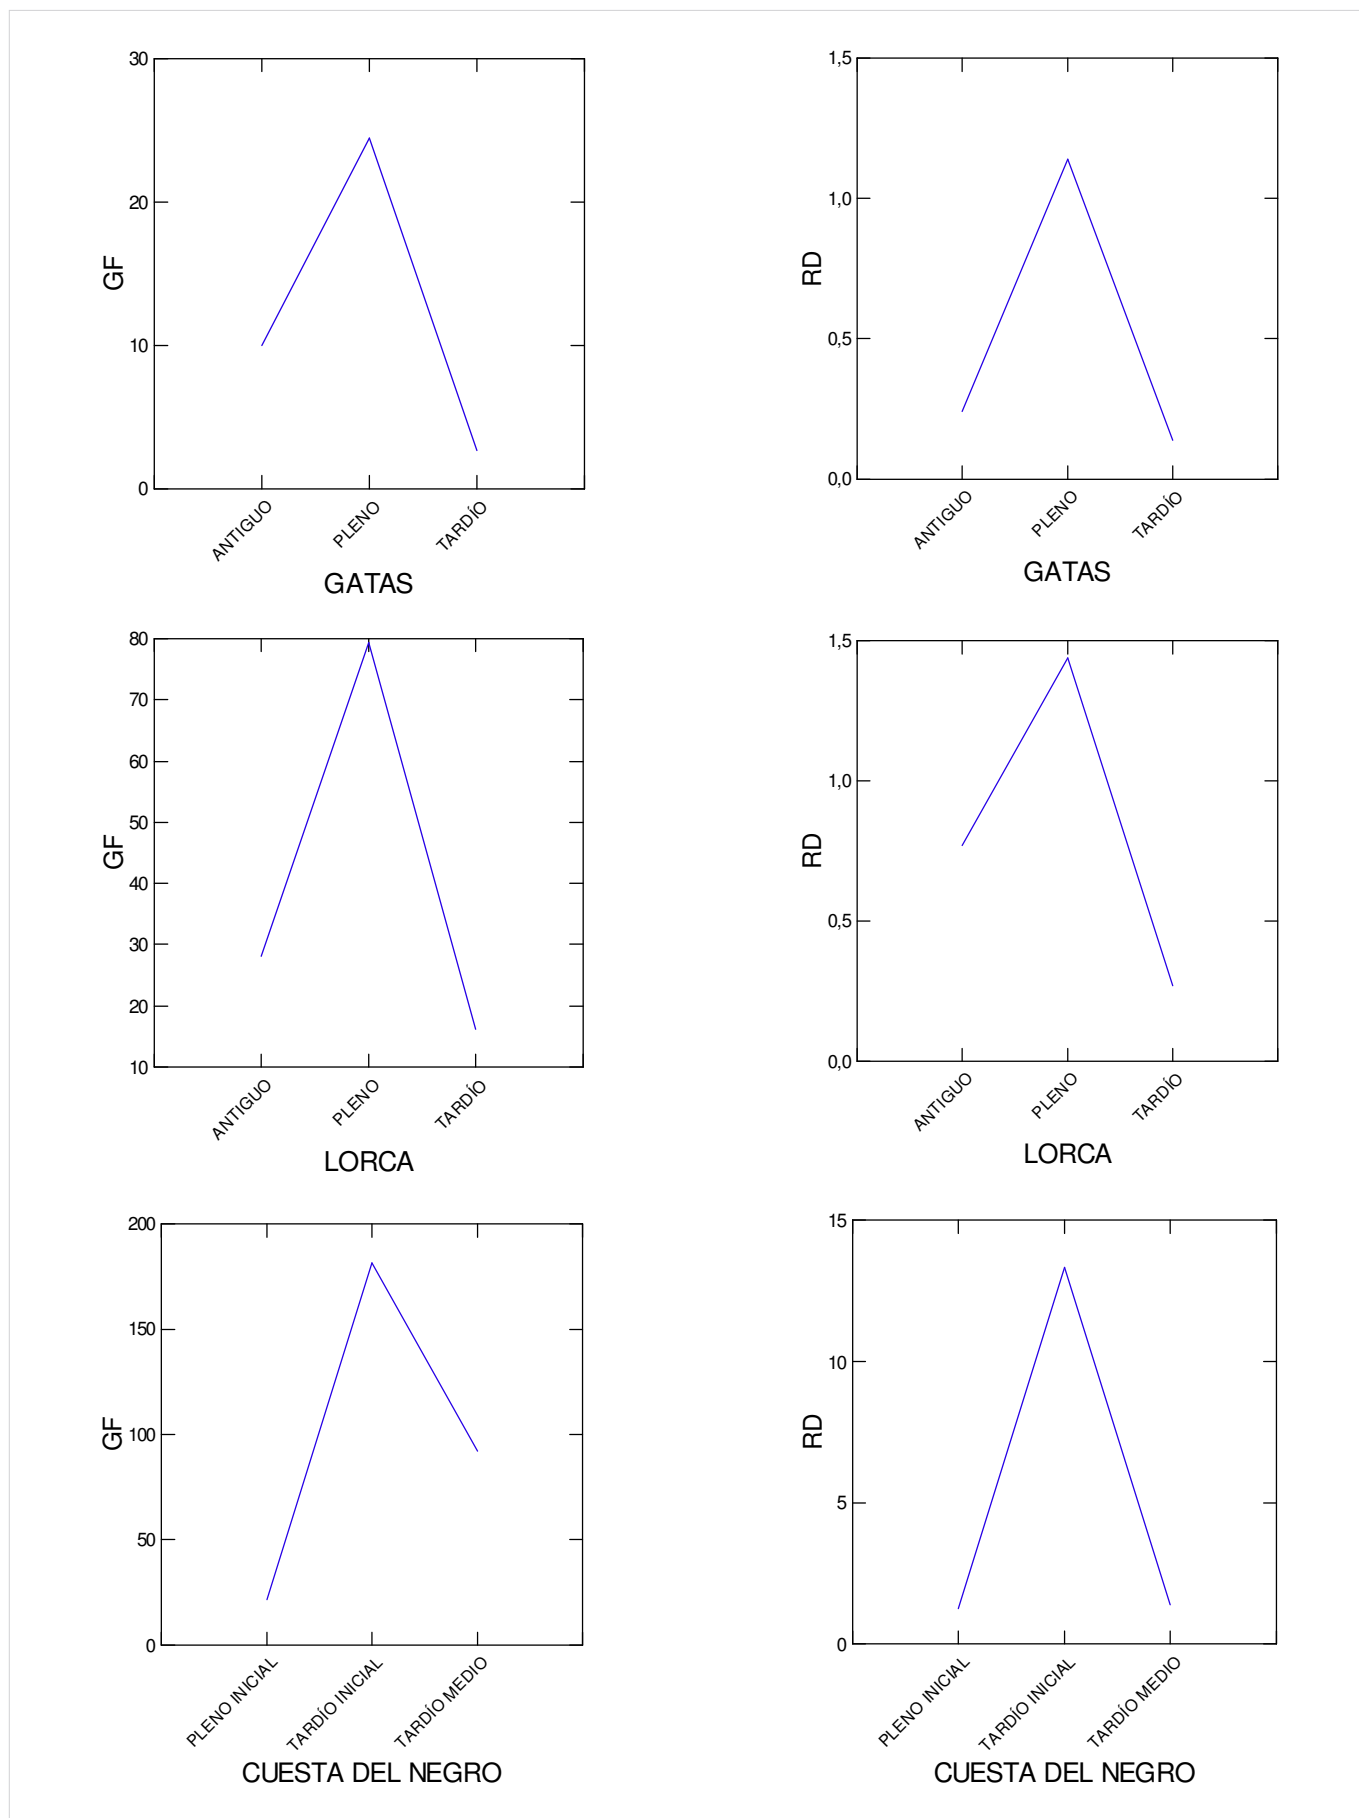 30
20
10
0
GF
ANTIGUO
PLENO
TARDÍO
GATAS
1,5
1,0
0,5
0,0
RD
ANTIGUO
PLENO
TARDÍO
GATAS
80
70
60
50
40
30
20
10
GF
ANTIGUO
PLENO
TARDÍO
LORCA
1,5
1,0
0,5
0,0
RD
ANTIGUO
PLENO
TARDÍO
LORCA
200
150
100
50
0
GF
PLENO INICIAL
TARDÍO INICIAL
TARDÍO MEDIO
CUESTA DEL NEGRO
15
10
5
0
RD
PLENO INICIAL
TARDÍO INICIAL
TARDÍO MEDIO
CUESTA DEL NEGRO